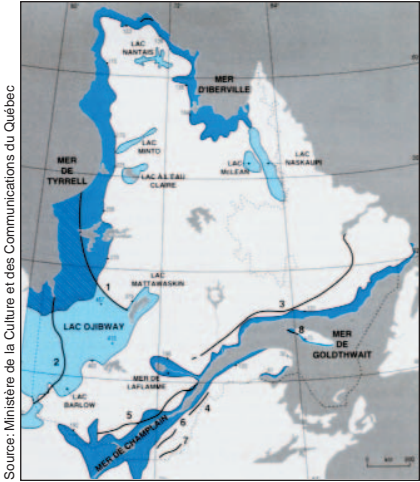 Source: Ministère de la Culture et des Communications du Québec
LAC
NANTAIS
MER
D'IBERVILLE
LAC
MINTO
LAC
McLEAN
LAC
NASKAUPI
MER
DE
TYRRELL
LAC À L'EAU
CLAIRE
LAC
MATTAWASKIN
1
3
LAC OJIBWAY
2
8
MER
DE
GOLDTHWAIT
MER DE
LAFLAMME
LAC
BARLOW
5
4
6
7
MER DE CHAMPLAIN